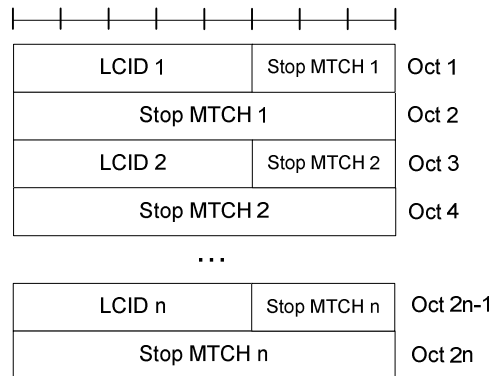 LCID 1 Stop MTCH 1 Oct 1
Stop MTCH 1 Oct 2
LCID 2 Stop MTCH 2 Oct 3
Stop MTCH 2 Oct 4
...
LCID n Stop MTCH n Oct 2n-1
Stop MTCH n Oct 2n